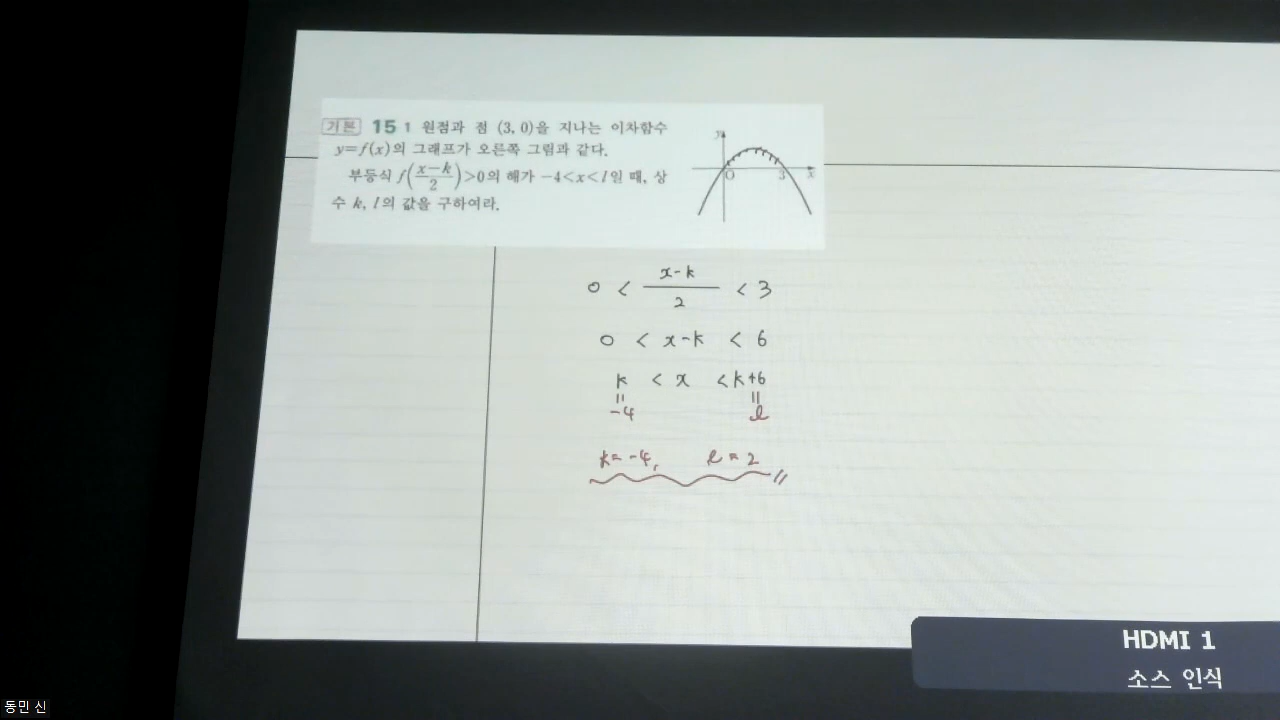 기본 15 1 원점과 점 (3, 0)을 지나는 이차함수
y=f(x)의 그래프가 오른쪽 그림과 같다.
부등식 f((x-k)/2)>0의 해가 -4<x<l일 때, 상
수 k, l의 값을 구하여라.
y
O 3 x
0 < (x-k)/2 < 3
0 < x-k < 6
k < x < k+6
= =
-4 l
k=-4, l=2
HDMI 1
소스 인식
동민 신